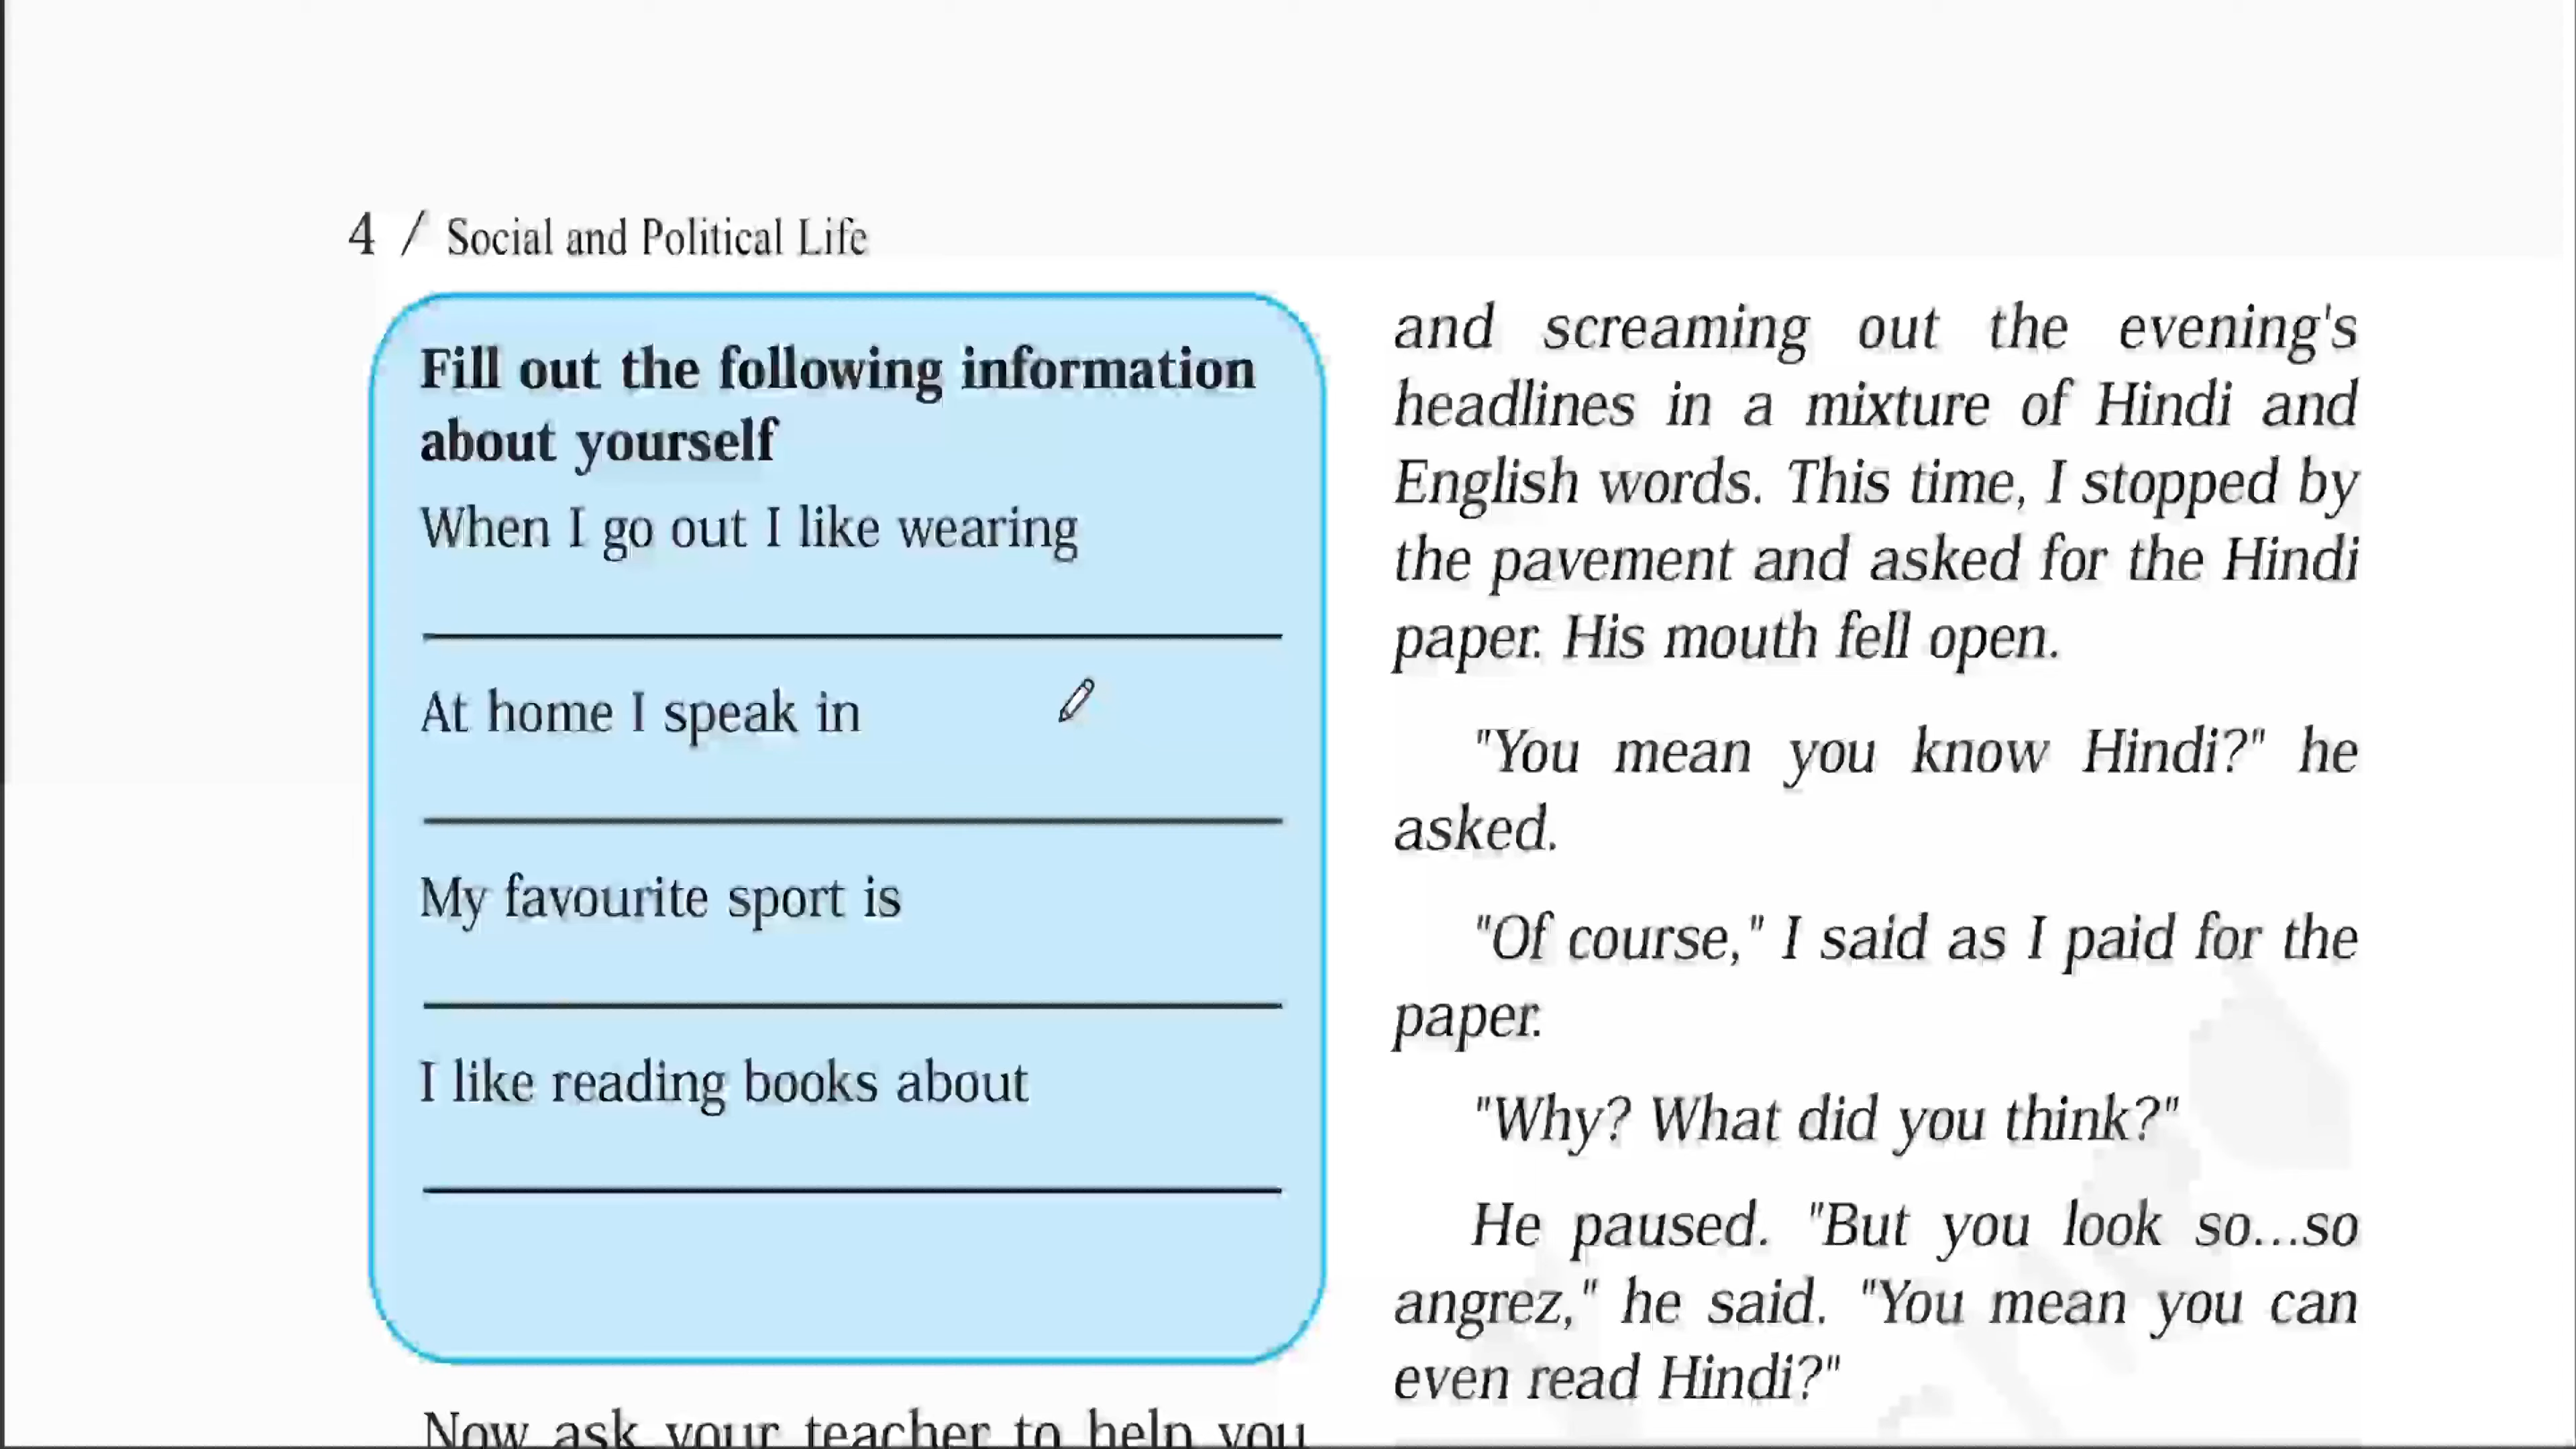 4 / Social and Political Life
Fill out the following information
about yourself
When I go out I like wearing
At home I speak in
My favourite sport is
I like reading books about
Now ask your teacher to help you
and screaming out the evening's
headlines in a mixture of Hindi and
English words. This time, I stopped by
the pavement and asked for the Hindi
paper. His mouth fell open.
"You mean you know Hindi?" he
asked.
"Of course," I said as I paid for the
paper.
"Why? What did you think?"
He paused. "But you look so...so
angrez," he said. "You mean you can
even read Hindi?"